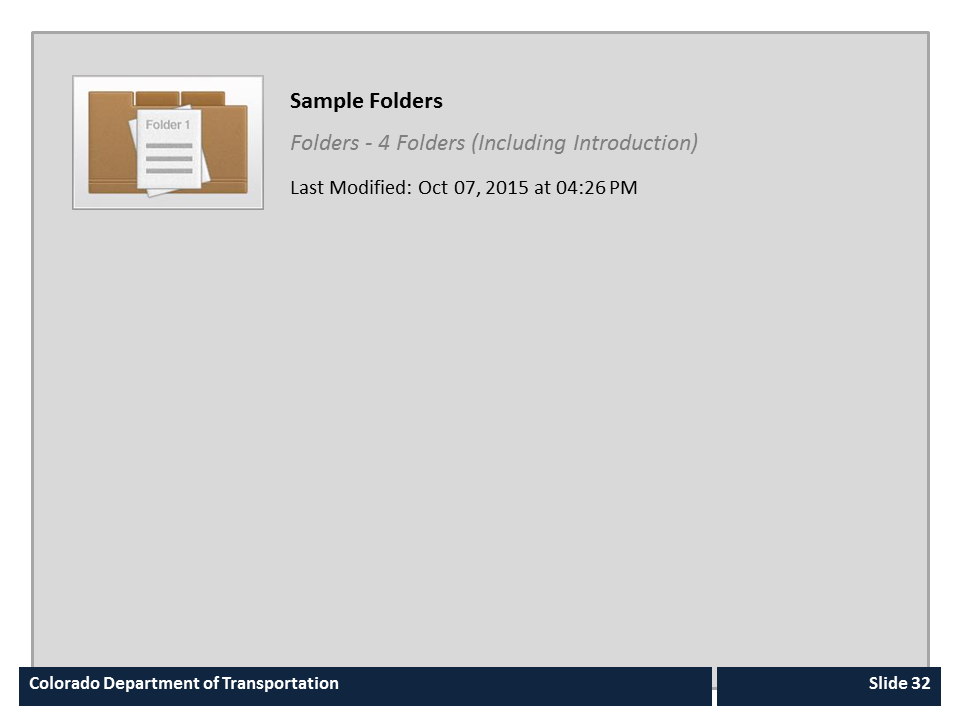 Folder 1
Sample Folders
Folders - 4 Folders (Including Introduction)
Last Modified: Oct 07, 2015 at 04:26 PM
Colorado Department of Transportation
Slide 32